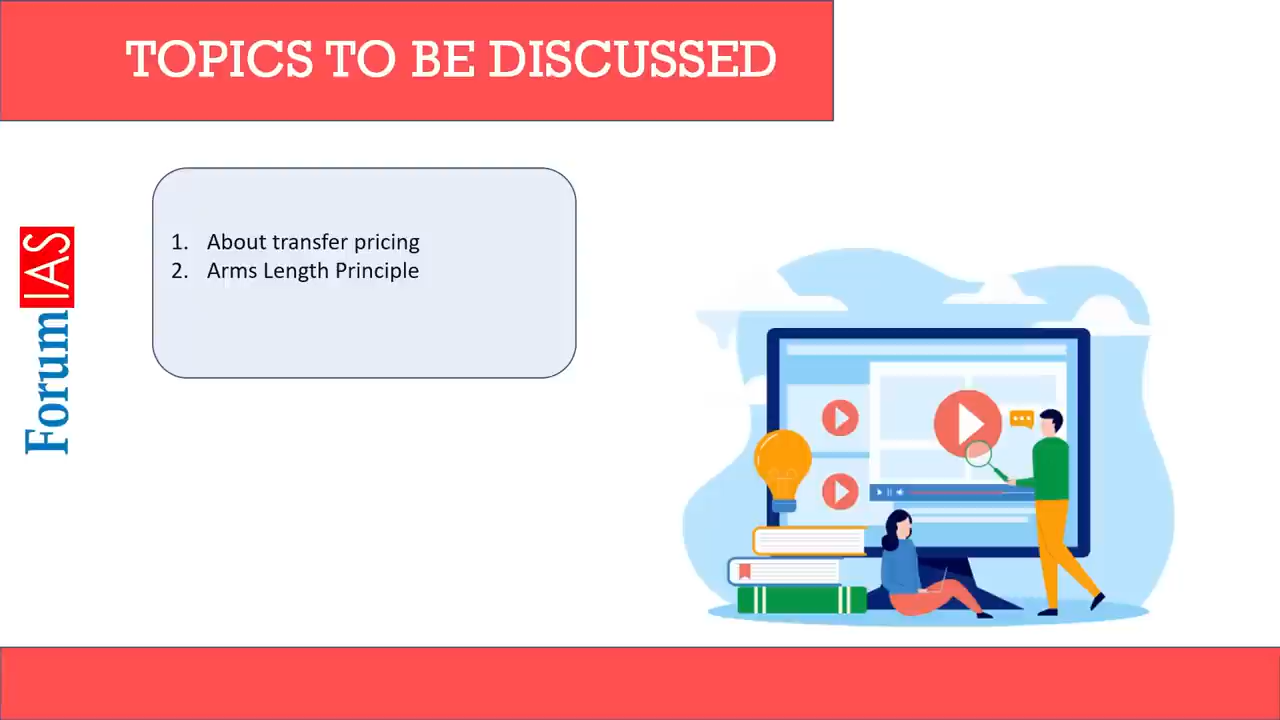 TOPICS TO BE DISCUSSED
1. About transfer pricing
2. Arms Length Principle
ForumIAS